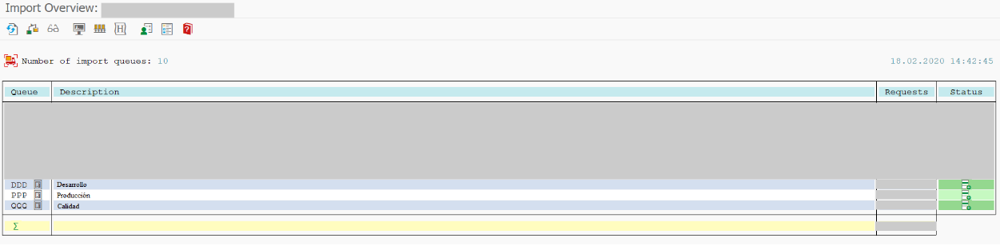 Import Overview:
Number of import queues: 10 18.02.2020 14:42:45
Queue Description Requests Status
DDD Desarrollo
PPP Producción
QQQ Calidad
Σ